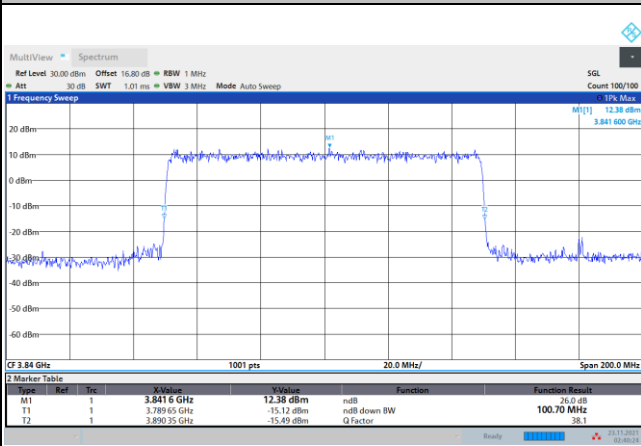 MultiView Spectrum
Ref Level 30.00 dBm Offset 16.80 dB RBW 1 MHz SGL
Att 30 dB SWT 1.01 ms VBW 3 MHz Mode Auto Sweep Count 100/100
1 Frequency Sweep 1Pk Max
M1[1] 12.38 dBm
3.841 600 GHz
20 dBm
M1
10 dBm
0 dBm
-10 dBm
T1 T2
-20 dBm
-30 dBm
-40 dBm
-50 dBm
-60 dBm
CF 3.84 GHz 1001 pts 20.0 MHz/ Span 200.0 MHz
2 Marker Table
Type Ref Trc X-Value Y-Value Function Function Result
M1 1 3.841 6 GHz 12.38 dBm ndB 26.0 dB
T1 1 3.789 65 GHz -15.12 dBm ndB down BW 100.70 MHz
T2 1 3.890 35 GHz -15.49 dBm Q Factor 38.1
Ready 23.11.2021
02:40:28